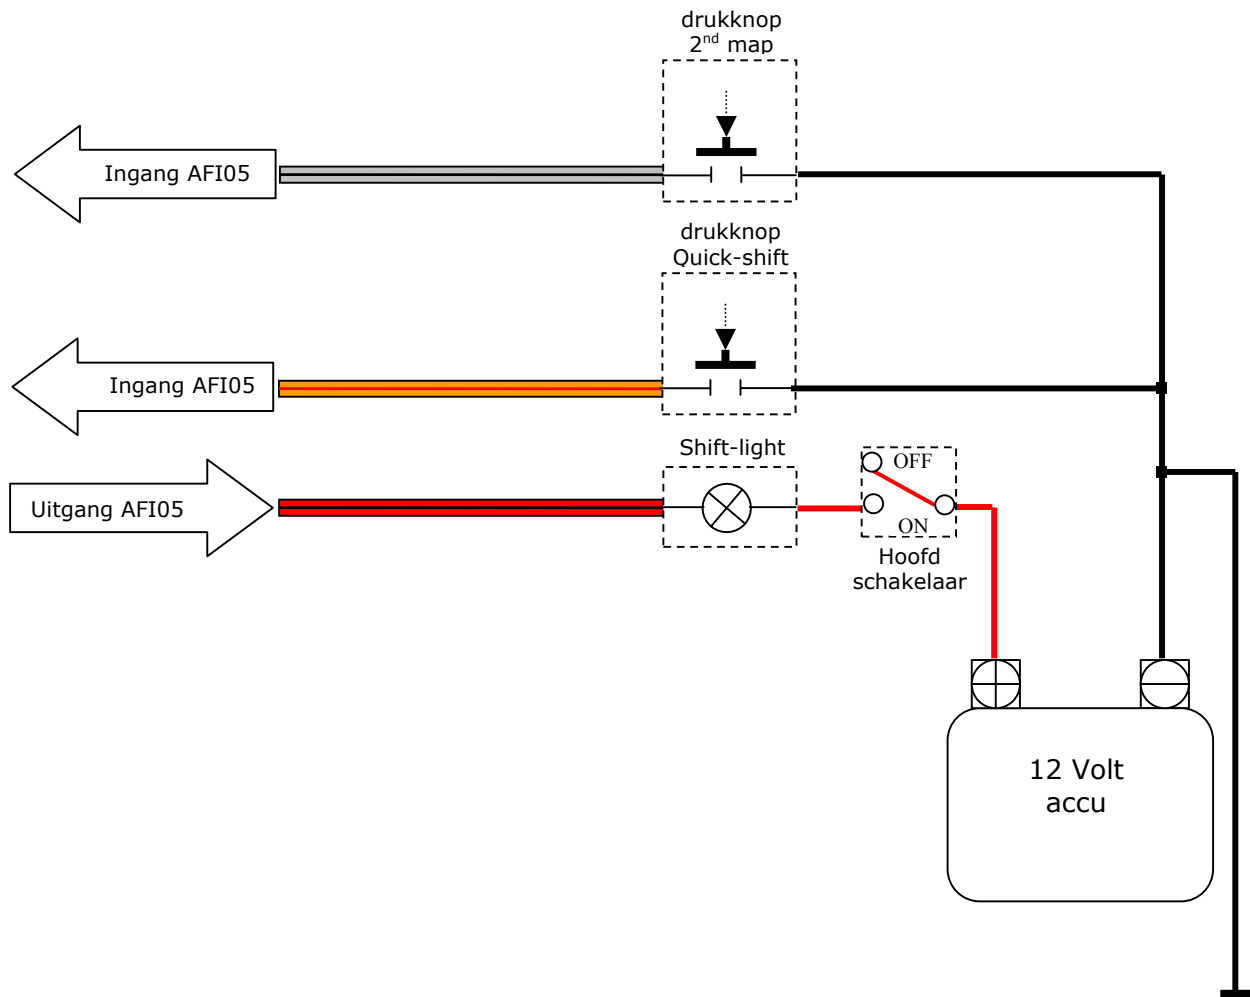 drukknop
2nd map
Ingang AFI05
drukknop
Quick-shift
Ingang AFI05
Shift-light
OFF
Uitgang AFI05
ON
Hoofd
schakelaar
12 Volt
accu